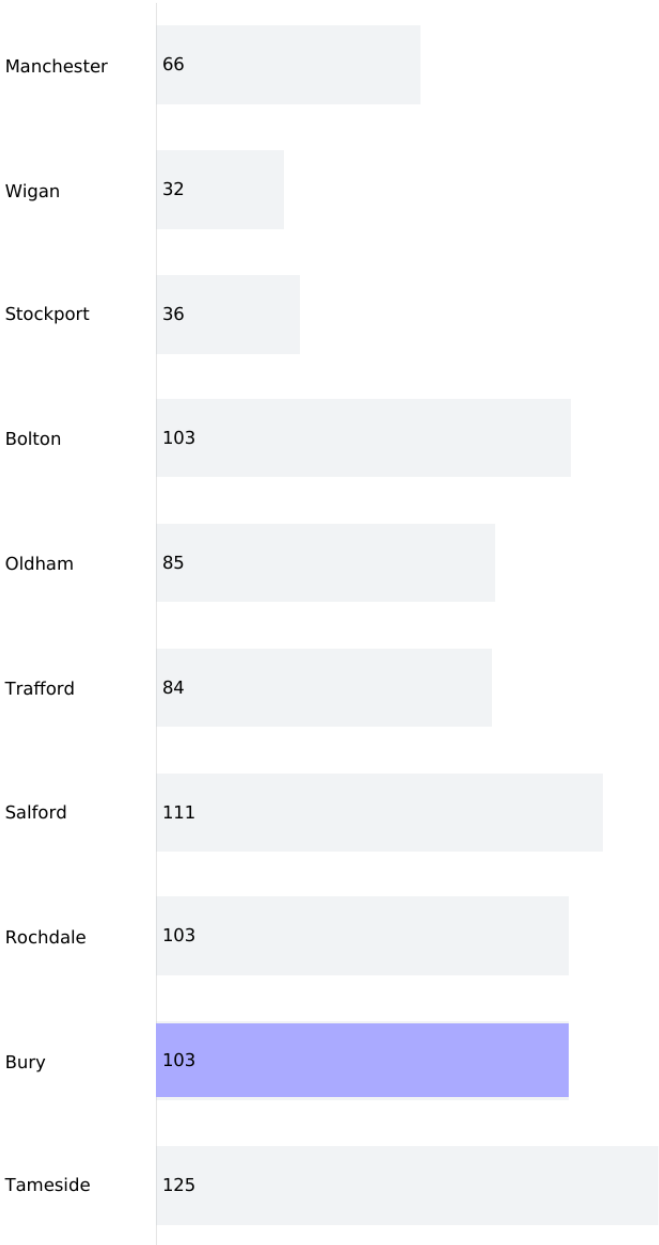 Manchester 66
Wigan 32
Stockport 36
Bolton 103
Oldham 85
Trafford 84
Salford 111
Rochdale 103
Bury 103
Tameside 125